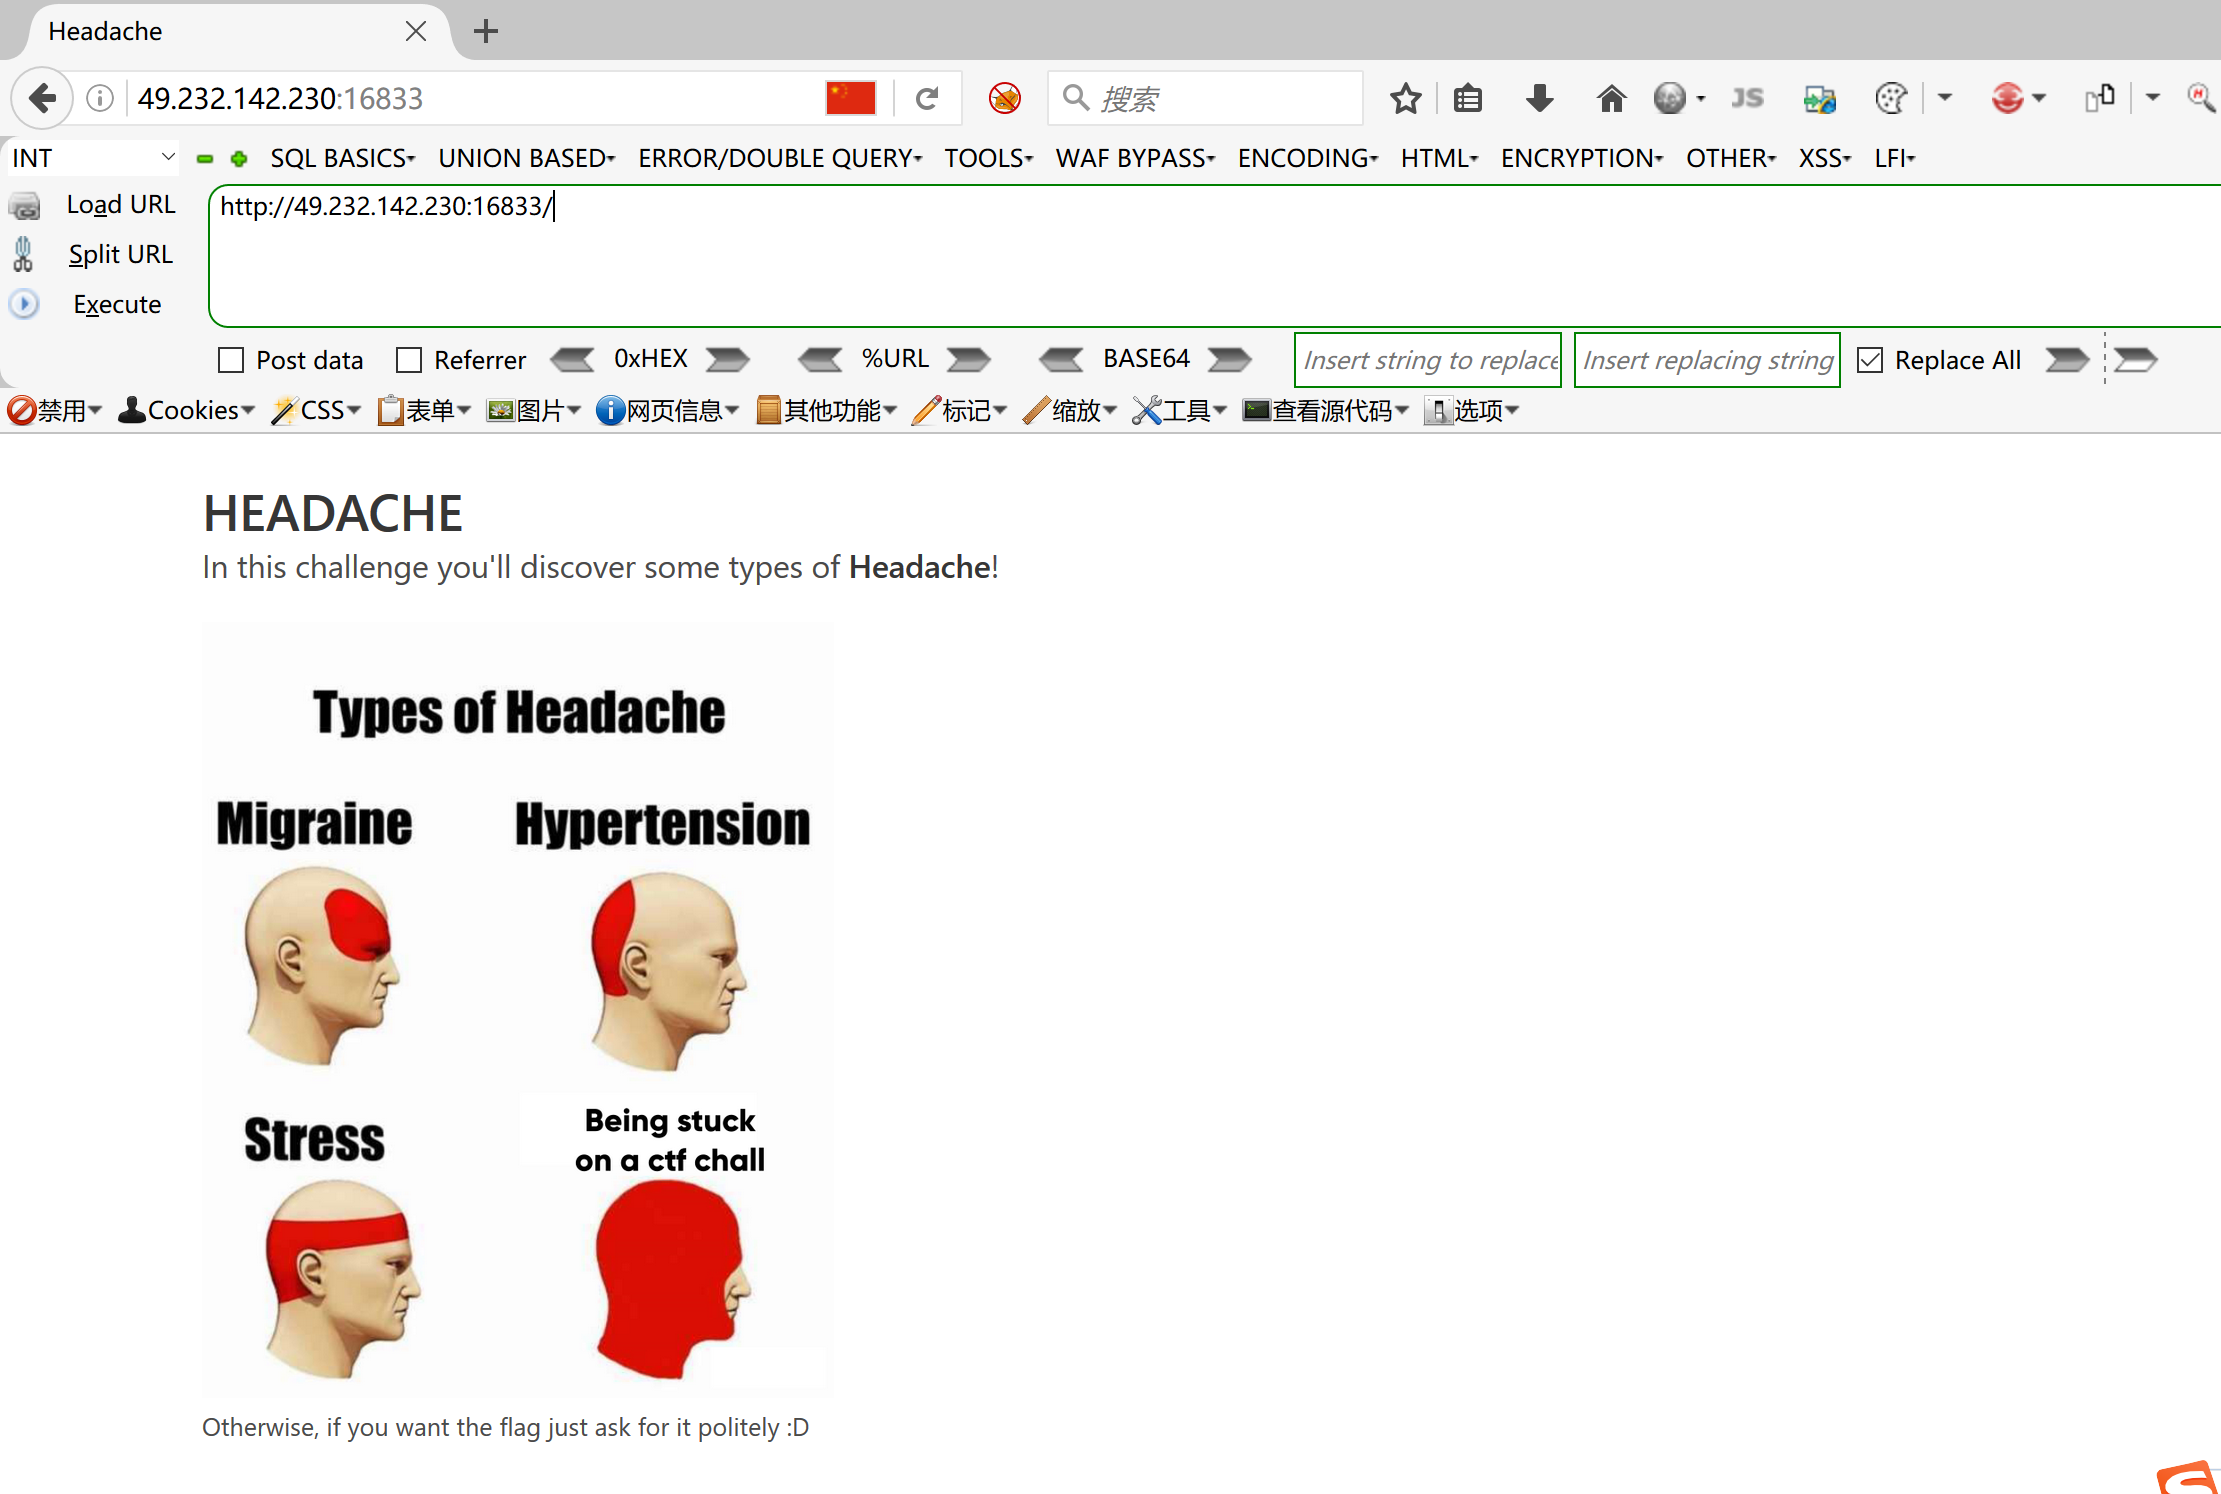 Headache
49.232.142.230:16833
搜索
JS
INT
SQL BASICS
UNION BASED
ERROR/DOUBLE QUERY
TOOLS
WAF BYPASS
ENCODING
HTML
ENCRYPTION
OTHER
XSS
LFI
Load URL
http://49.232.142.230:16833/
Split URL
Execute
Post data
Referrer
0xHEX
%URL
BASE64
Insert string to replace
Insert replacing string
Replace All
禁用
Cookies
CSS
表单
图片
网页信息
其他功能
标记
缩放
工具
查看源代码
选项
HEADACHE
In this challenge you'll discover some types of Headache!
Types of Headache
Migraine
Hypertension
Stress
Being stuck
on a ctf chall
Otherwise, if you want the flag just ask for it politely :D